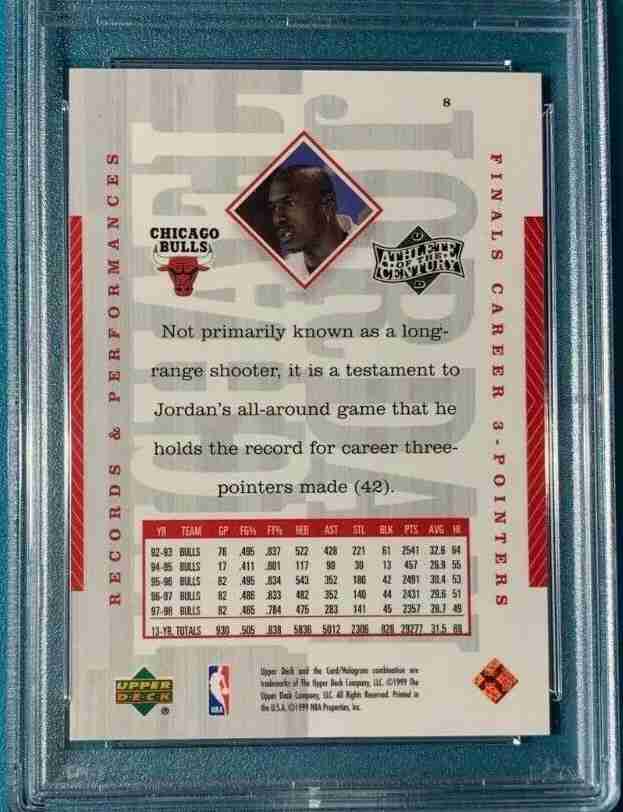 8
JORDAN
RECORDS & PERFORMANCES
FINALS CAREER 3-POINTERS
CHICAGO
BULLS
ATHLETE
OF THE
CENTURY
Not primarily known as a long-
range shooter, it is a testament to
Jordan's all-around game that he
holds the record for career three-
pointers made (42).
YR TEAM GP FG% FT% REB AST STL BLK PTS AVG HI
92-93 BULLS 78 .495 .837 522 428 221 61 2541 32.6 64
94-95 BULLS 17 .411 .801 117 90 30 13 457 26.9 55
95-96 BULLS 82 .495 .834 543 352 180 42 2491 30.4 53
96-97 BULLS 82 .486 .833 482 352 140 44 2431 29.6 51
97-98 BULLS 82 .465 .784 475 283 141 45 2357 28.7 49
13-YR. TOTALS 930 .505 .838 5836 5012 2306 828 29277 31.5 69
UPPER
DECK
®
NBA
Upper Deck and the Card/Hologram combination are
trademarks of The Upper Deck Company, LLC. ©1999 The
Upper Deck Company, LLC. All Rights Reserved. Printed in
the U.S.A. ©1999 NBA Properties, Inc.